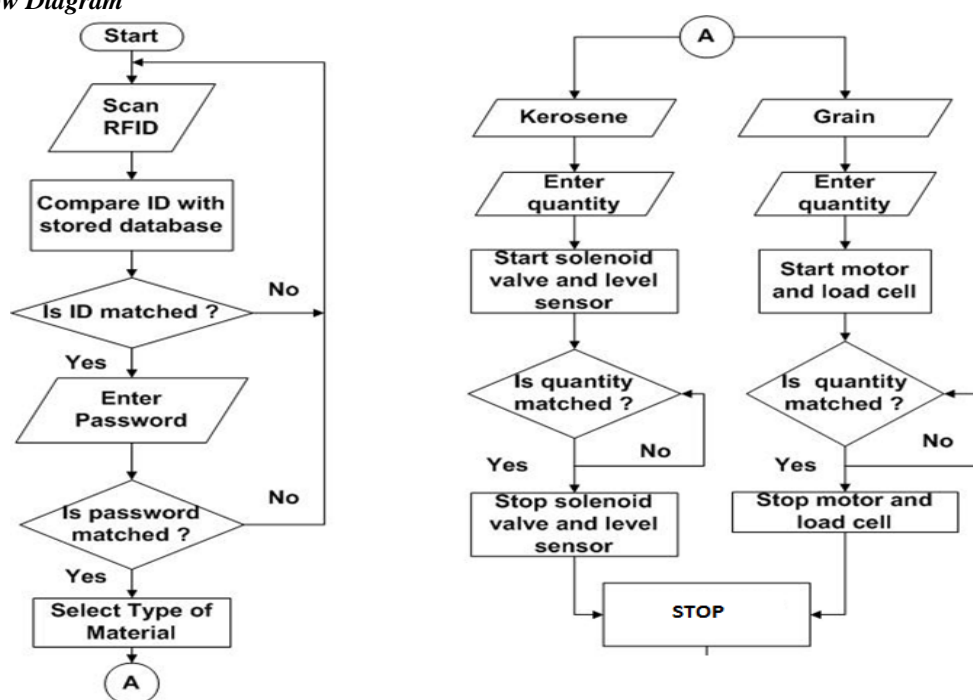 Diagram
Start
Scan
RFID
Compare ID with
stored database
Is ID matched ?
No
Yes
Enter
Password
Is password
matched ?
No
Yes
Select Type of
Material
A
A
Kerosene
Enter
quantity
Start solenoid
valve and level
sensor
Is quantity
matched ?
No
Yes
Stop solenoid
valve and level
sensor
Grain
Enter
quantity
Start motor
and load cell
Is quantity
matched ?
No
Yes
Stop motor and
load cell
STOP